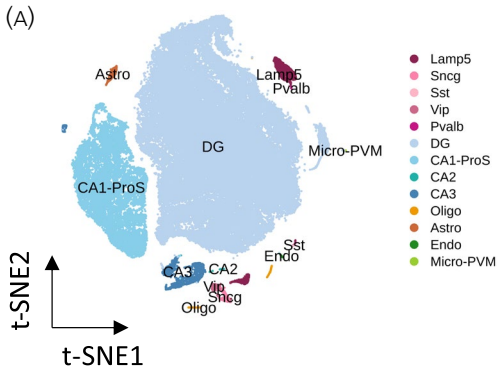 (A)
Astro
Lamp5
Pvalb
DG
Micro-PVM
CA1-ProS
Sst
Endo
CA3
CA2
Vip
Sncg
Oligo
t-SNE2
t-SNE1
Lamp5
Sncg
Sst
Vip
Pvalb
DG
CA1-ProS
CA2
CA3
Oligo
Astro
Endo
Micro-PVM